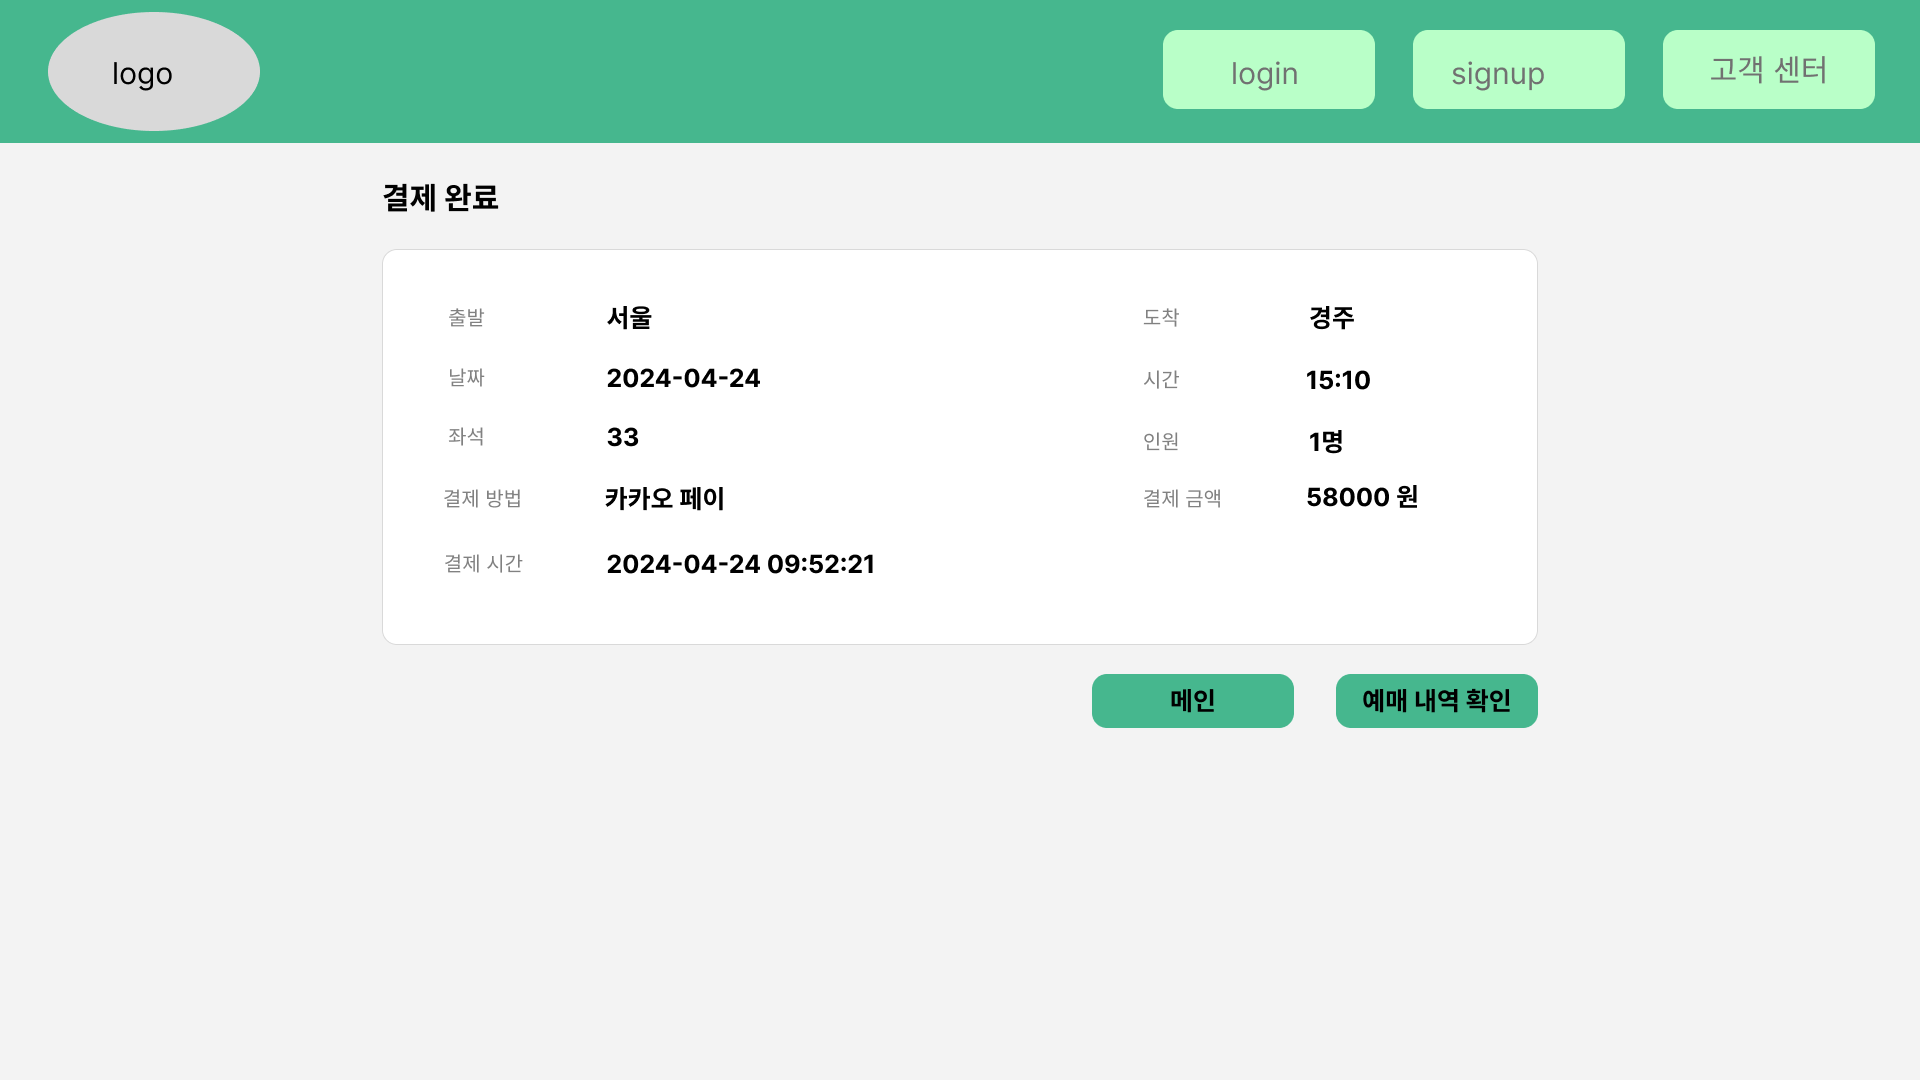 logo
login
signup
고객 센터
결제 완료
출발 서울 도착 경주
날짜 2024-04-24 시간 15:10
좌석 33 인원 1명
결제 방법 카카오 페이 결제 금액 58000 원
결제 시간 2024-04-24 09:52:21
메인
예매 내역 확인